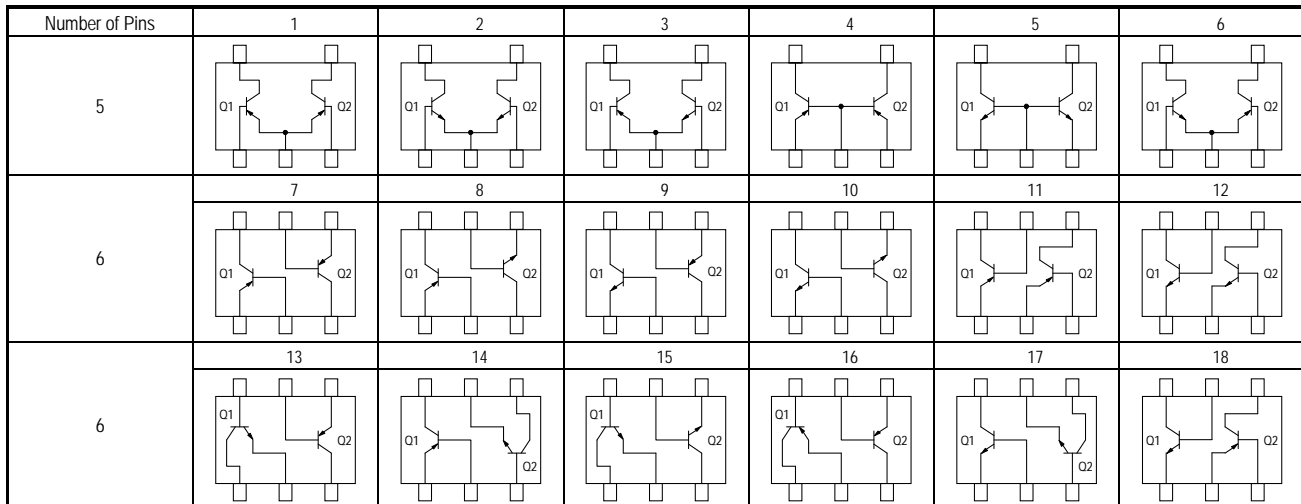 Number of Pins 1 2 3 4 5 6
5 Q1 Q2 Q1 Q2 Q1 Q2 Q1 Q2 Q1 Q2 Q1 Q2
7 8 9 10 11 12
6 Q1 Q2 Q1 Q2 Q1 Q2 Q1 Q2 Q1 Q2 Q1 Q2
13 14 15 16 17 18
Q1 Q1 Q1
6 Q2 Q1 Q2 Q2 Q1 Q1 Q2
Q2 Q2